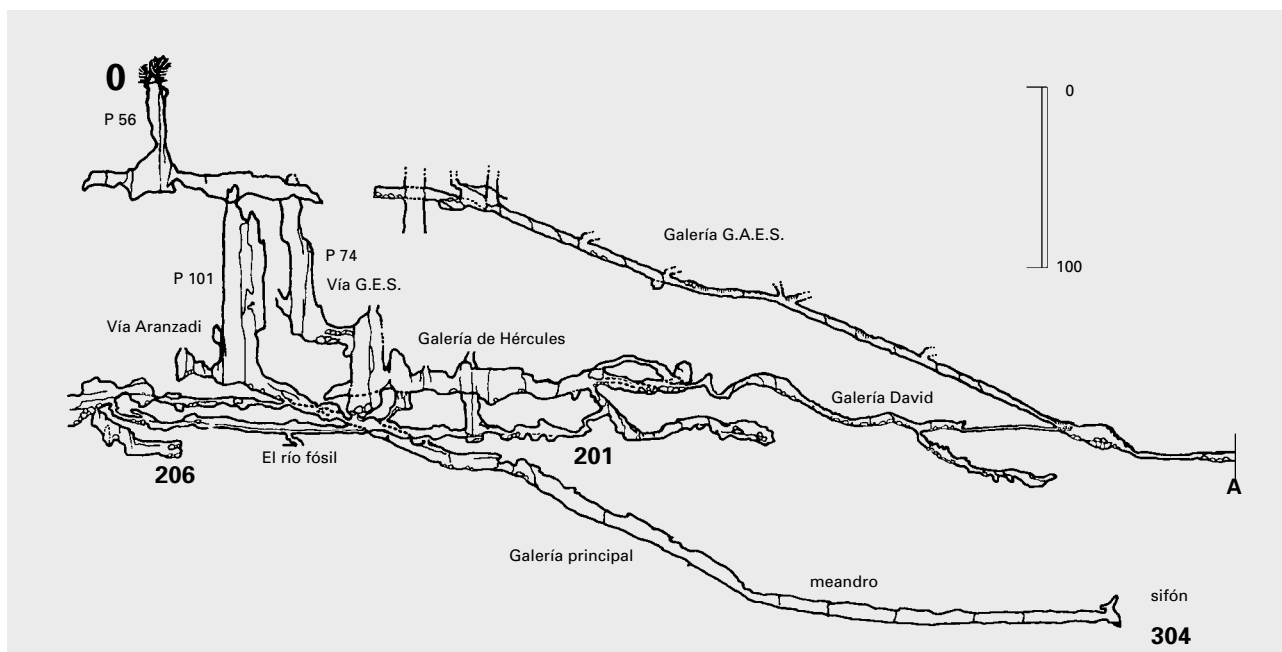 0
P 56
0
100
Galería G.A.E.S.
P 74
P 101
Vía G.E.S.
Vía Aranzadi
Galería de Hércules
Galería David
El río fósil
201
206
A
Galería principal
meandro
sifón
304